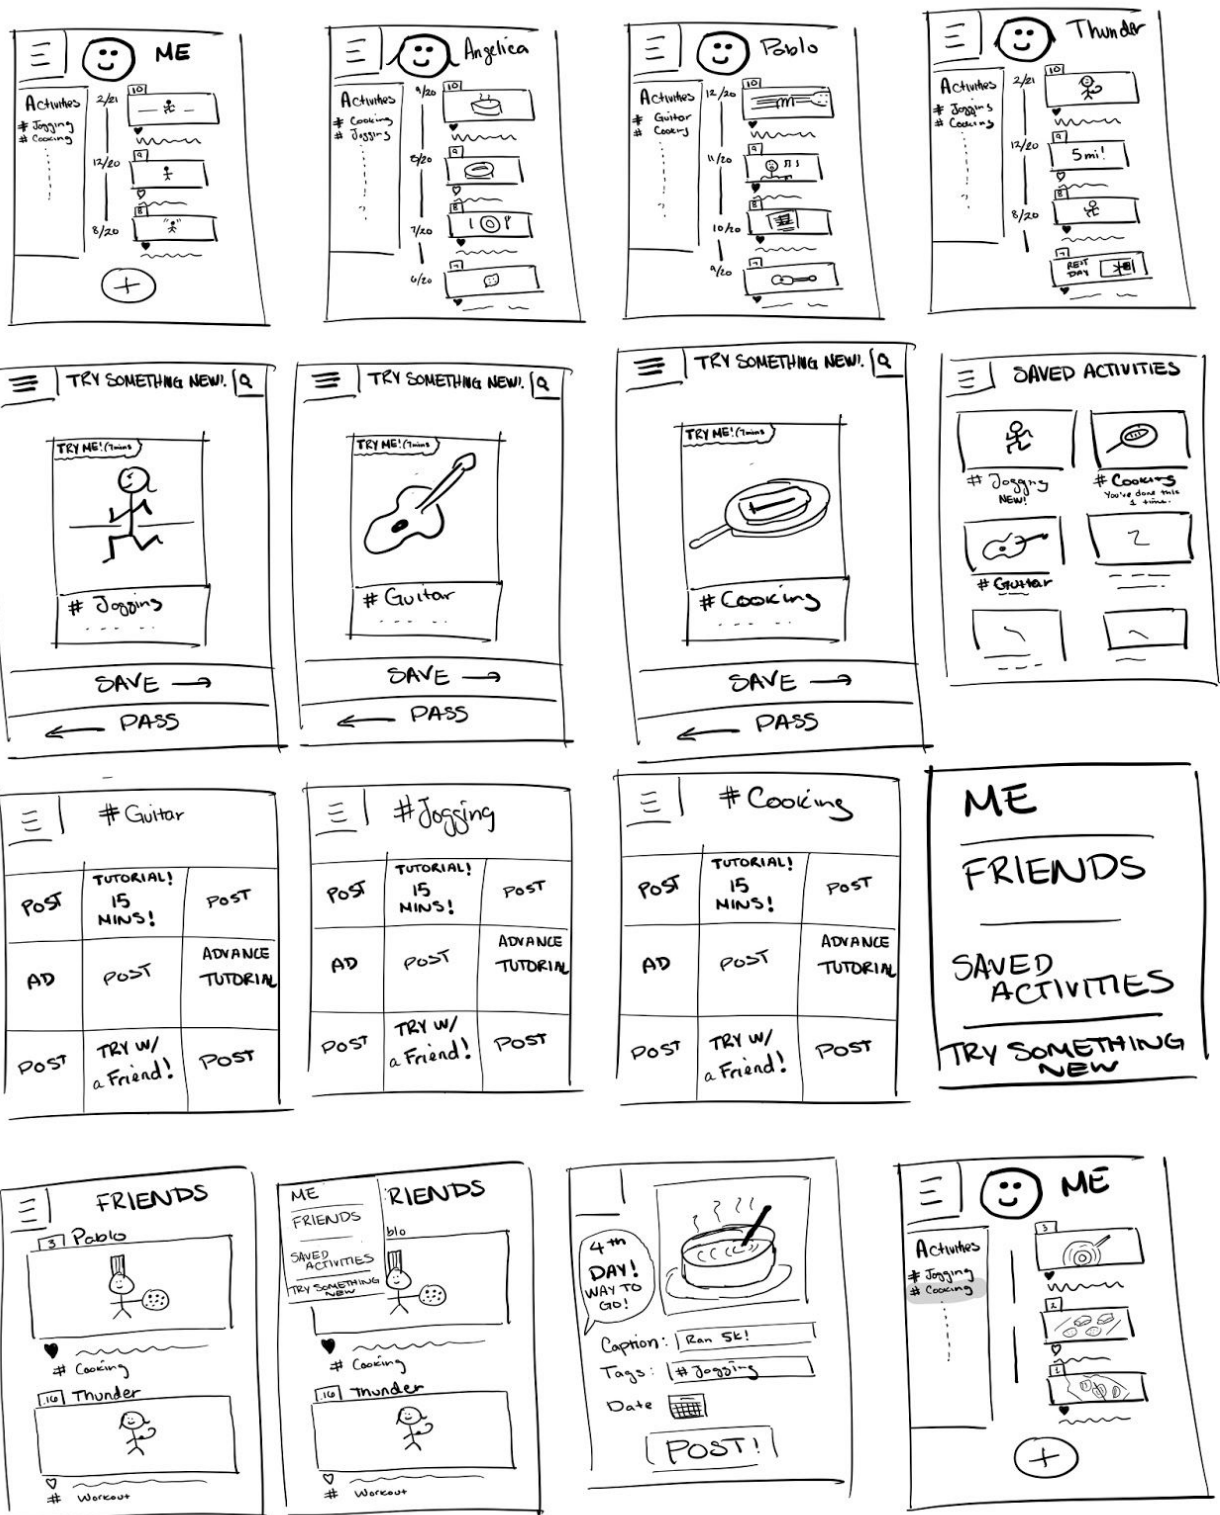 ME
Activities
# Jogging
# Cooking
2/21
12/20
8/20
10
9
8
+
Angelica
Activities
# Cooking
# Jogging
9/20
8/20
7/20
6/20
10
9
8
7
Pablo
Activities
# Guitar
Cooking
12/20
11/20
10/20
9/20
10
9
8
7
Thunder
Activities
# Jogging
# Cooking
2/21
12/20
8/20
10
9
5mi!
8
7
REST
DAY
TRY SOMETHING NEW!
TRY ME! (7mins
# Jogging
SAVE →
← PASS
TRY SOMETHING NEW!
TRY ME! (7mins
# Guitar
SAVE →
← PASS
TRY SOMETHING NEW!
TRY ME! (7mins
# Cooking
SAVE →
← PASS
SAVED ACTIVITIES
# Jogging
NEW!
# Cooking
You've done this
1 time.
# Guitar
# Guitar
POST
TUTORIAL!
15
MINS!
POST
AD
POST
ADVANCE
TUTORIAL
POST
TRY W/
a Friend!
POST
#Jogging
POST
TUTORIAL!
15
MINS!
POST
AD
POST
ADVANCE
TUTORIAL
POST
TRY W/
a Friend!
POST
# Cooking
POST
TUTORIAL!
15
MINS!
POST
AD
POST
ADVANCE
TUTORIAL
POST
TRY W/
a Friend!
POST
ME
FRIENDS
SAVED
ACTIVITIES
TRY SOMETHING
NEW
FRIENDS
3 Pablo
# Cooking
16 Thunder
# Workout
ME
FRIENDS
SAVED
ACTIVITIES
TRY SOMETHING
NEW
RIENDS
blo
# Cooking
16 Thunder
# Workout
4th
DAY!
WAY TO
GO!
Caption: Ran 5k!
Tags: # Jogging
Date
POST!
ME
Activities
# Jogging
# Cooking
3
2
1
+